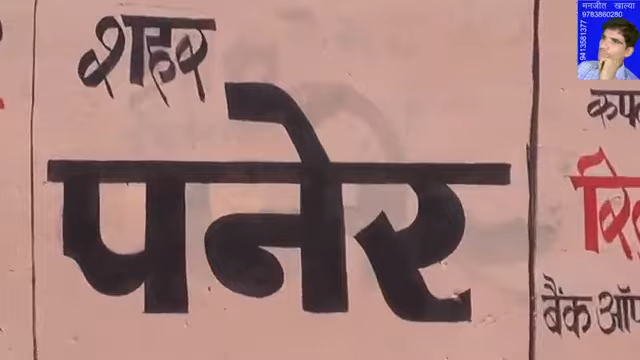 मनजीत खाल्या
9783860280
9413581377
शहर
पनेर
बैंक ऑफ